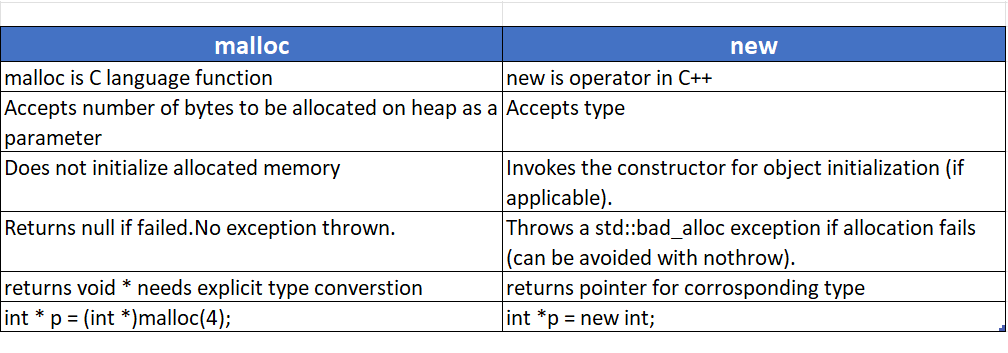 malloc
new
malloc is C language function
new is operator in C++
Accepts number of bytes to be allocated on heap as a
parameter
Accepts type
Does not initialize allocated memory
Invokes the constructor for object initialization (if
applicable).
Returns null if failed.No exception thrown.
Throws a std::bad_alloc exception if allocation fails
(can be avoided with nothrow).
returns void * needs explicit type converstion
returns pointer for corrosponding type
int * p = (int *)malloc(4);
int *p = new int;